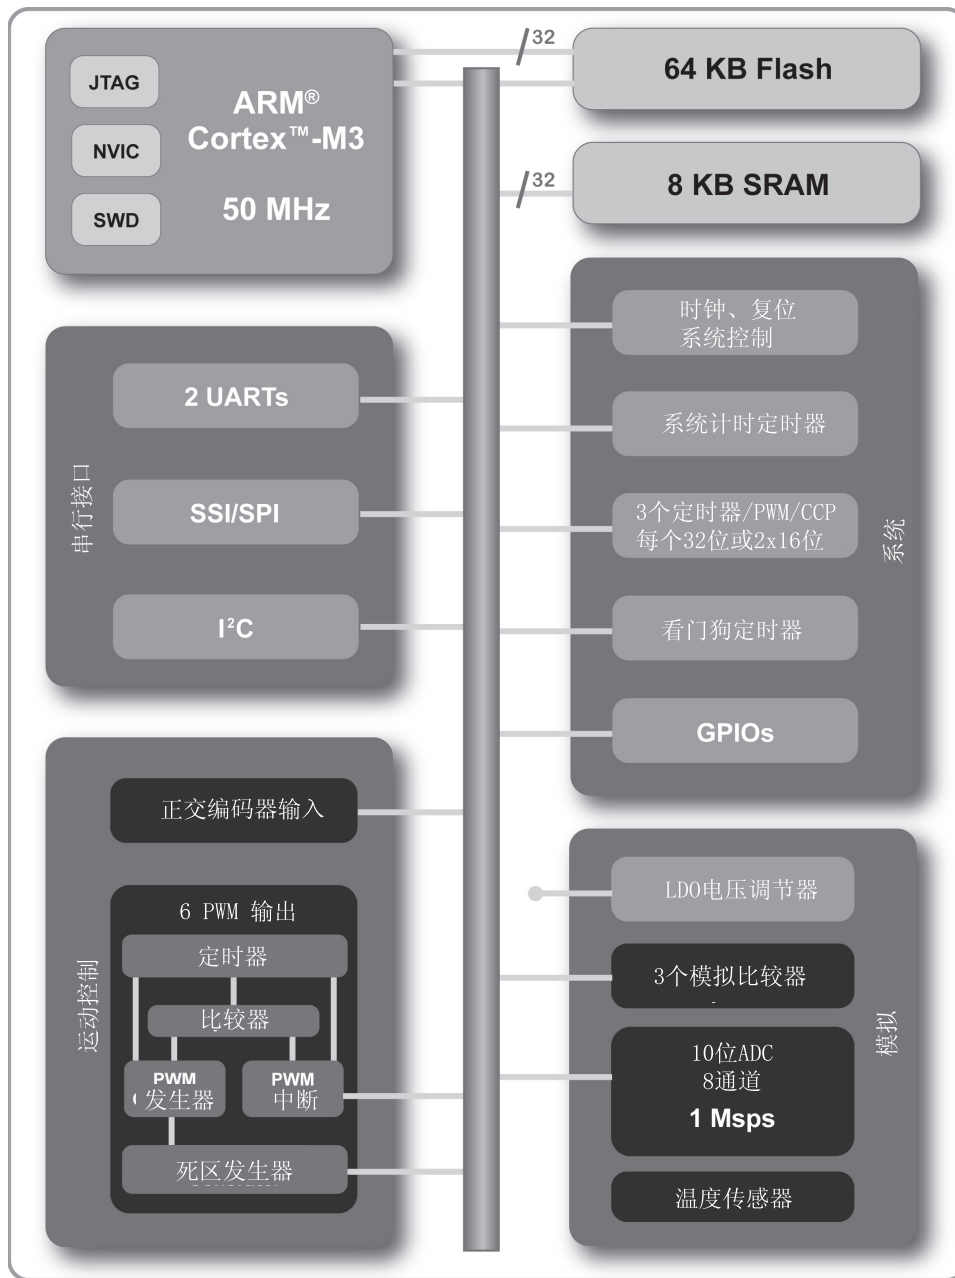 JTAG
NVIC
SWD
ARM®
Cortex™-M3
50 MHz
32
64 KB Flash
32
8 KB SRAM
串行接口
2 UARTs
SSI/SPI
I²C
系统
时钟、复位
系统控制
系统计时定时器
3个定时器/PWM/CCP
每个32位或2x16位
看门狗定时器
GPIOs
运动控制
正交编码器输入
6 PWM 输出
定时器
比较器
PWM
发生器
PWM
中断
死区发生器
模拟
LDO电压调节器
3个模拟比较器
10位ADC
8通道
1 Msps
温度传感器